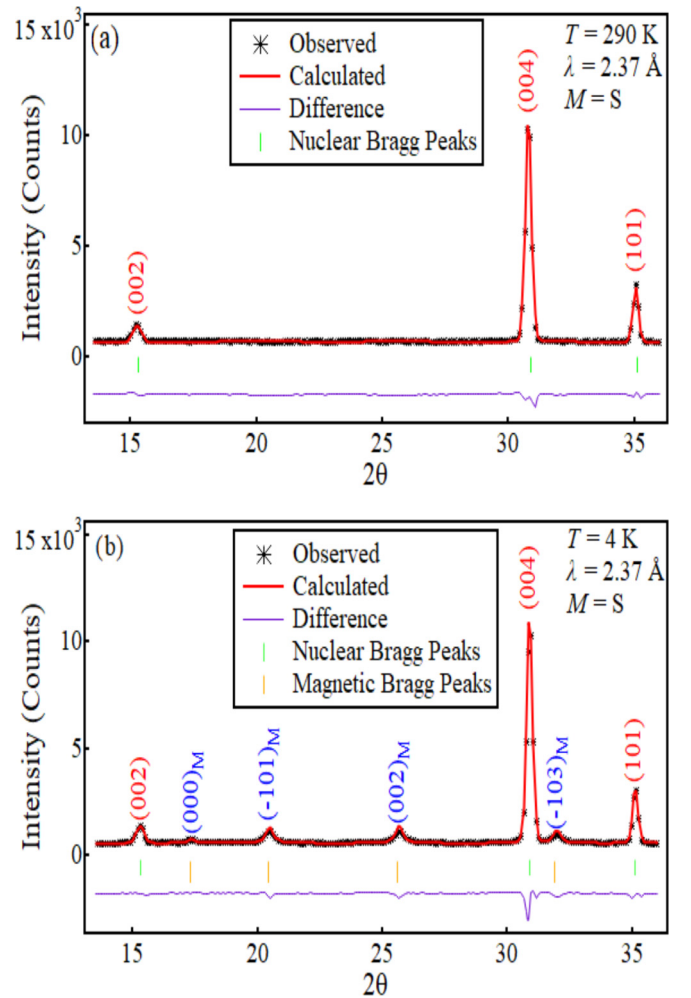 15 x10³
(a)
Observed
Calculated
Difference
Nuclear Bragg Peaks
T = 290 K
λ = 2.37 Å
M = S
(002)
(004)
(101)
Intensity (Counts)
10
5
0
15
20
25
30
35
2θ
15 x10³
(b)
Observed
Calculated
Difference
Nuclear Bragg Peaks
Magnetic Bragg Peaks
T = 4 K
λ = 2.37 Å
M = S
(002)
(000)M
(-101)M
(002)M
(004)
(-103)M
(101)
Intensity (Counts)
10
5
0
15
20
25
30
35
2θ